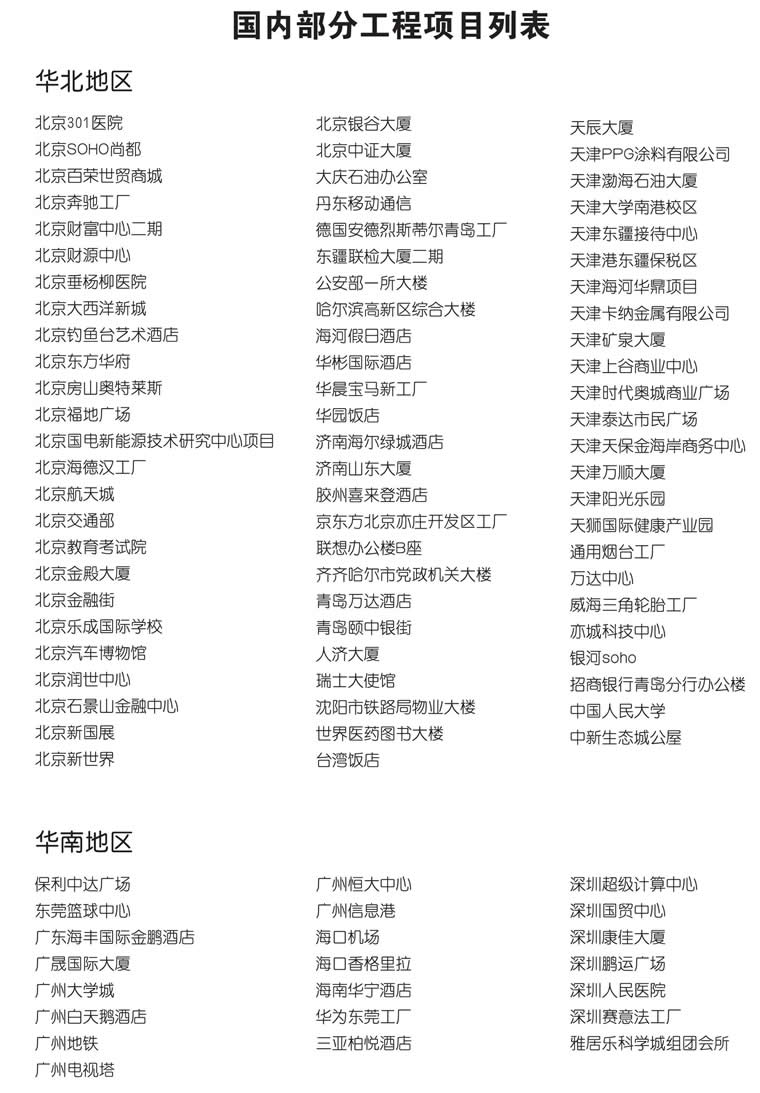 国内部分工程项目列表
华北地区
北京301医院
北京SOHO尚都
北京百荣世贸商城
北京奔驰工厂
北京财富中心二期
北京财源中心
北京垂杨柳医院
北京大西洋新城
北京钓鱼台艺术酒店
北京东方华府
北京房山奥特莱斯
北京福地广场
北京国电新能源技术研究中心项目
北京海德汉工厂
北京航天城
北京交通部
北京教育考试院
北京金殿大厦
北京金融街
北京乐成国际学校
北京汽车博物馆
北京润世中心
北京石景山金融中心
北京新国展
北京新世界
北京银谷大厦
北京中证大厦
大庆石油办公室
丹东移动通信
德国安德烈斯蒂尔青岛工厂
东疆联检大厦二期
公安部一所大楼
哈尔滨高新区综合大楼
海河假日酒店
华彬国际酒店
华晨宝马新工厂
华园饭店
济南海尔绿城酒店
济南山东大厦
胶州喜来登酒店
京东方北京亦庄开发区工厂
联想办公楼B座
齐齐哈尔市党政机关大楼
青岛万达酒店
青岛颐中银街
人济大厦
瑞士大使馆
沈阳市铁路局物业大楼
世界医药图书大楼
台湾饭店
天辰大厦
天津PPG涂料有限公司
天津渤海石油大厦
天津大学南港校区
天津东疆接待中心
天津港东疆保税区
天津海河华鼎项目
天津卡纳金属有限公司
天津矿泉大厦
天津上谷商业中心
天津时代奥城商业广场
天津泰达市民广场
天津天保金海岸商务中心
天津万顺大厦
天津阳光乐园
天狮国际健康产业园
通用烟台工厂
万达中心
威海三角轮胎工厂
亦城科技中心
银河soho
招商银行青岛分行办公楼
中国人民大学
中新生态城公屋
华南地区
保利中达广场
东莞篮球中心
广东海丰国际金鹏酒店
广晟国际大厦
广州大学城
广州白天鹅酒店
广州地铁
广州电视塔
广州恒大中心
广州信息港
海口机场
海口香格里拉
海南华宁酒店
华为东莞工厂
三亚柏悦酒店
深圳超级计算中心
深圳国贸中心
深圳康佳大厦
深圳鹏运广场
深圳人民医院
深圳赛意法工厂
雅居乐科学城组团会所